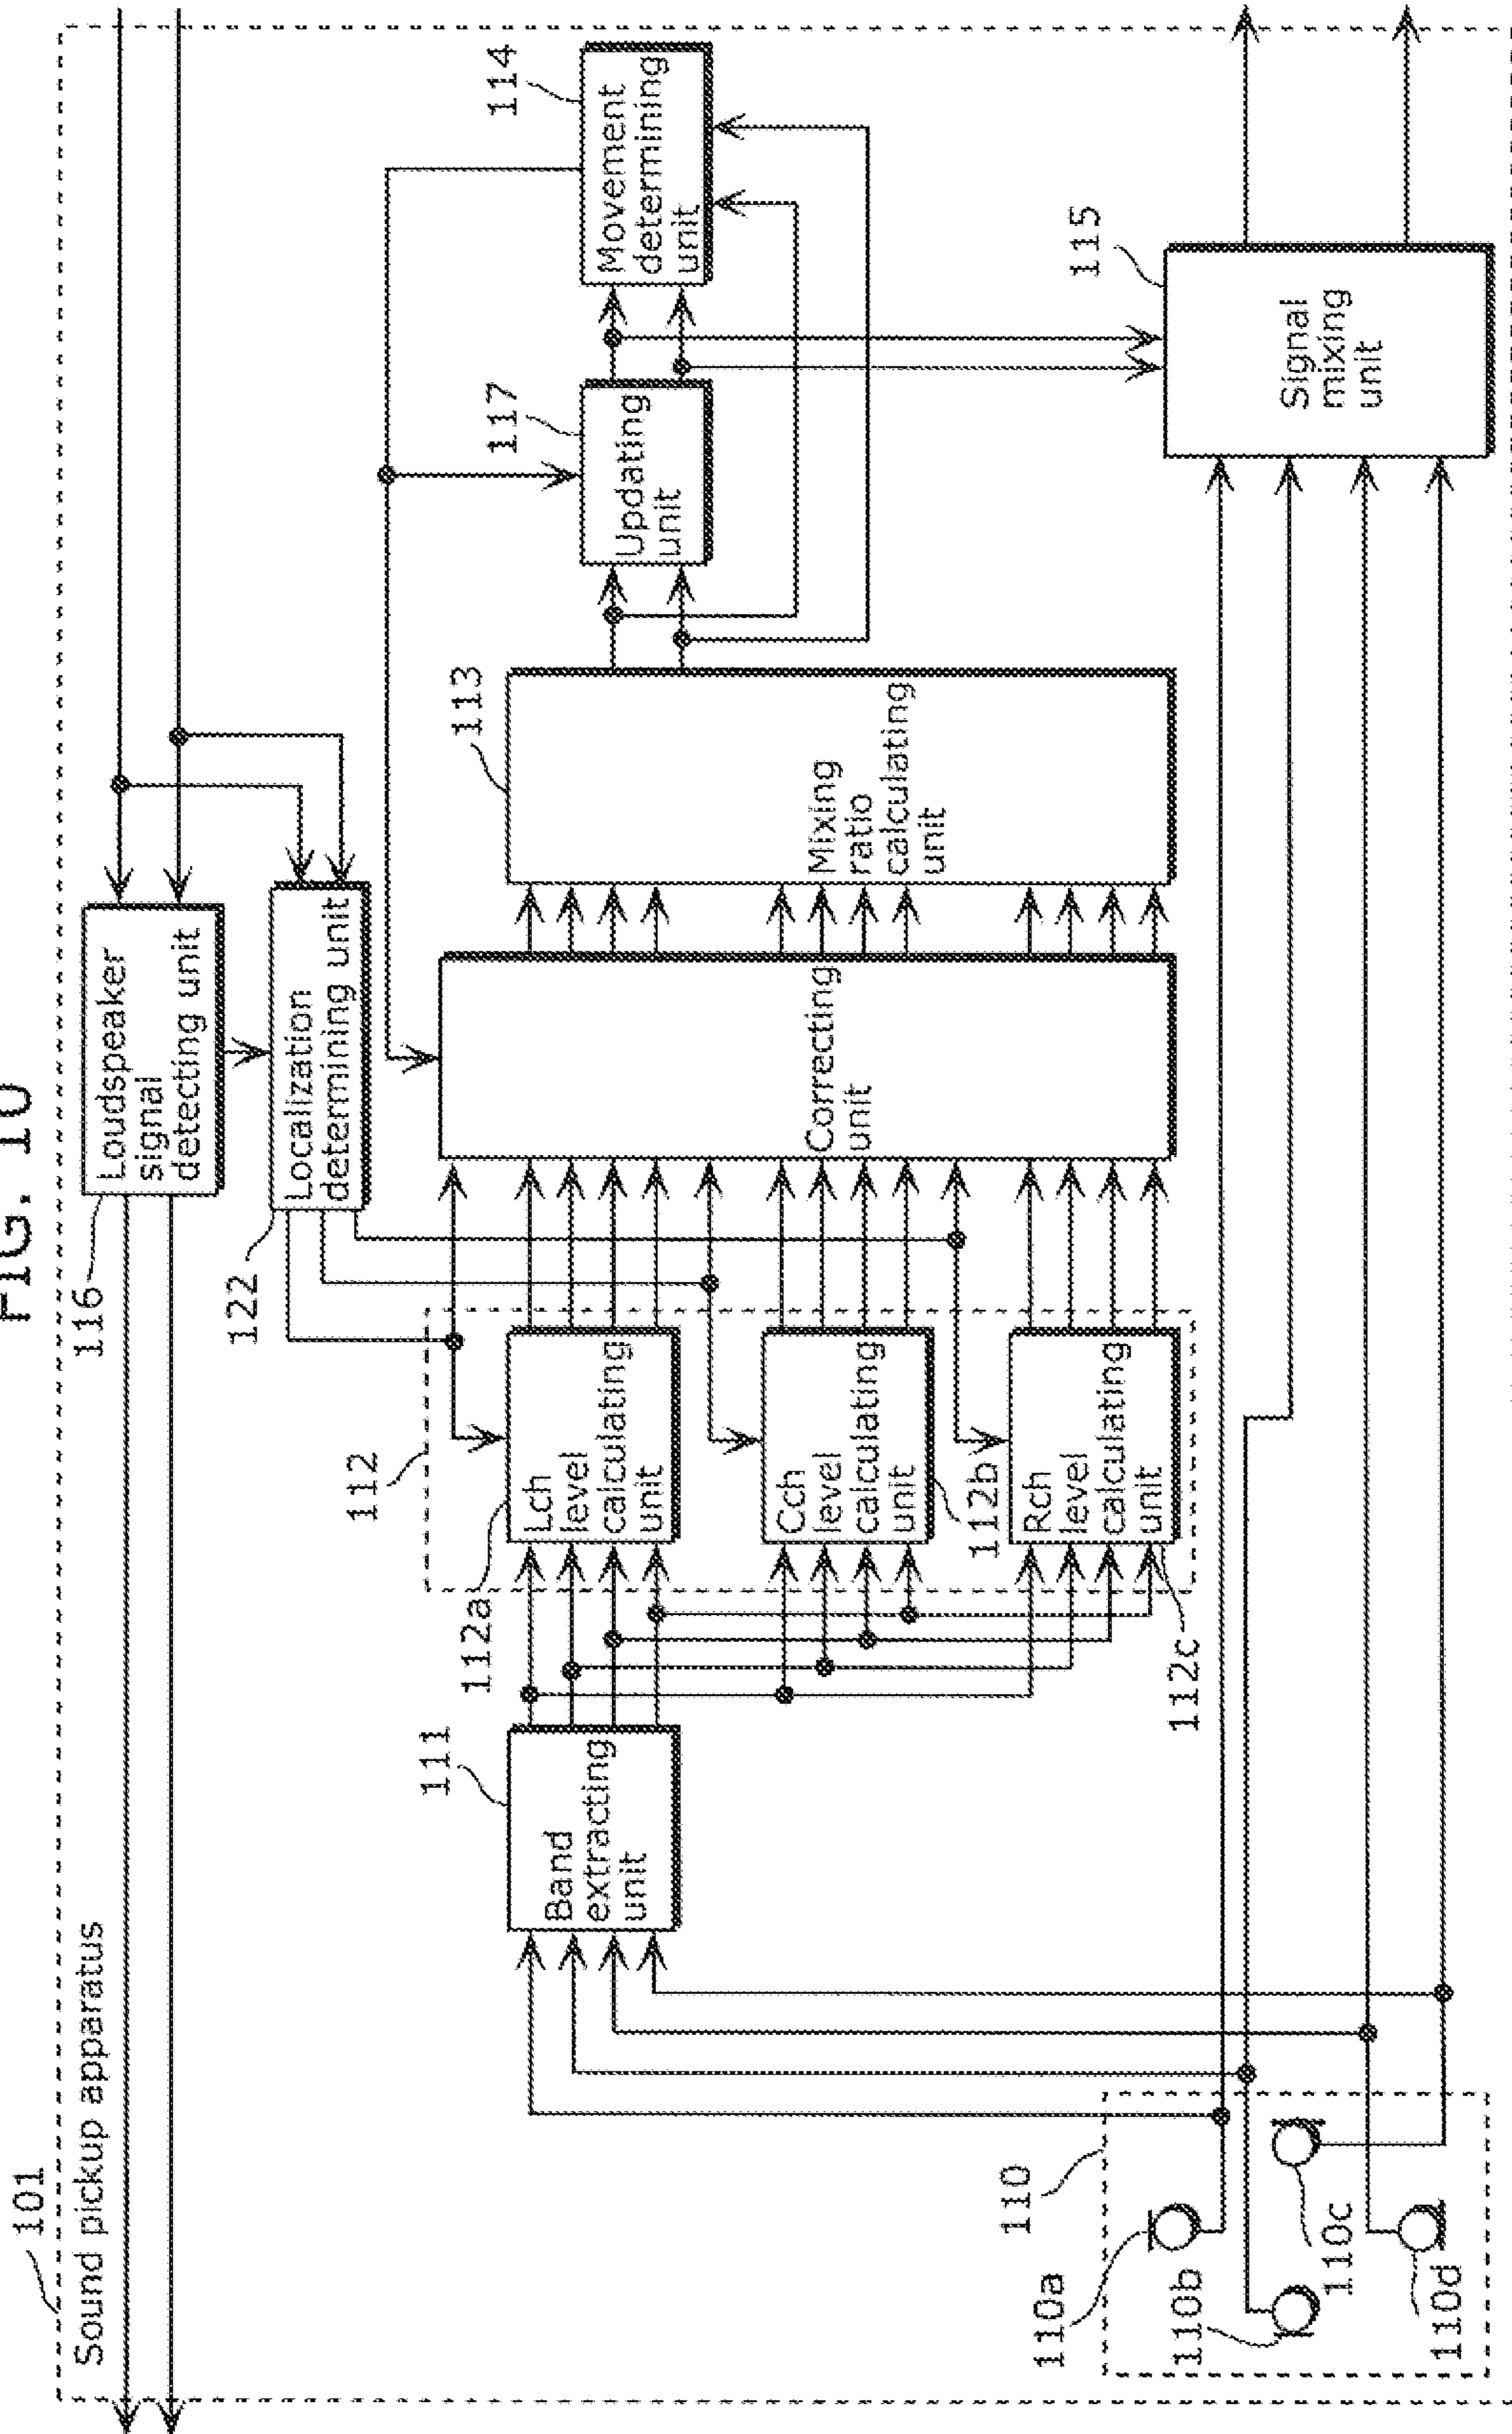 FIG. 10
101
Sound pickup apparatus
116
Loudspeaker
signal
detecting unit
122
Localization
determining unit
114
Movement
determining
unit
117
Updating
unit
113
Mixing
ratio
calculating
unit
Correcting
unit
112
112a
Lch
level
calculating
unit
Cch
level
calculating
unit
112b
Rch
level
calculating
unit
112c
111
Band
extracting
unit
115
Signal
mixing
unit
110
110a
110b
110c
110d